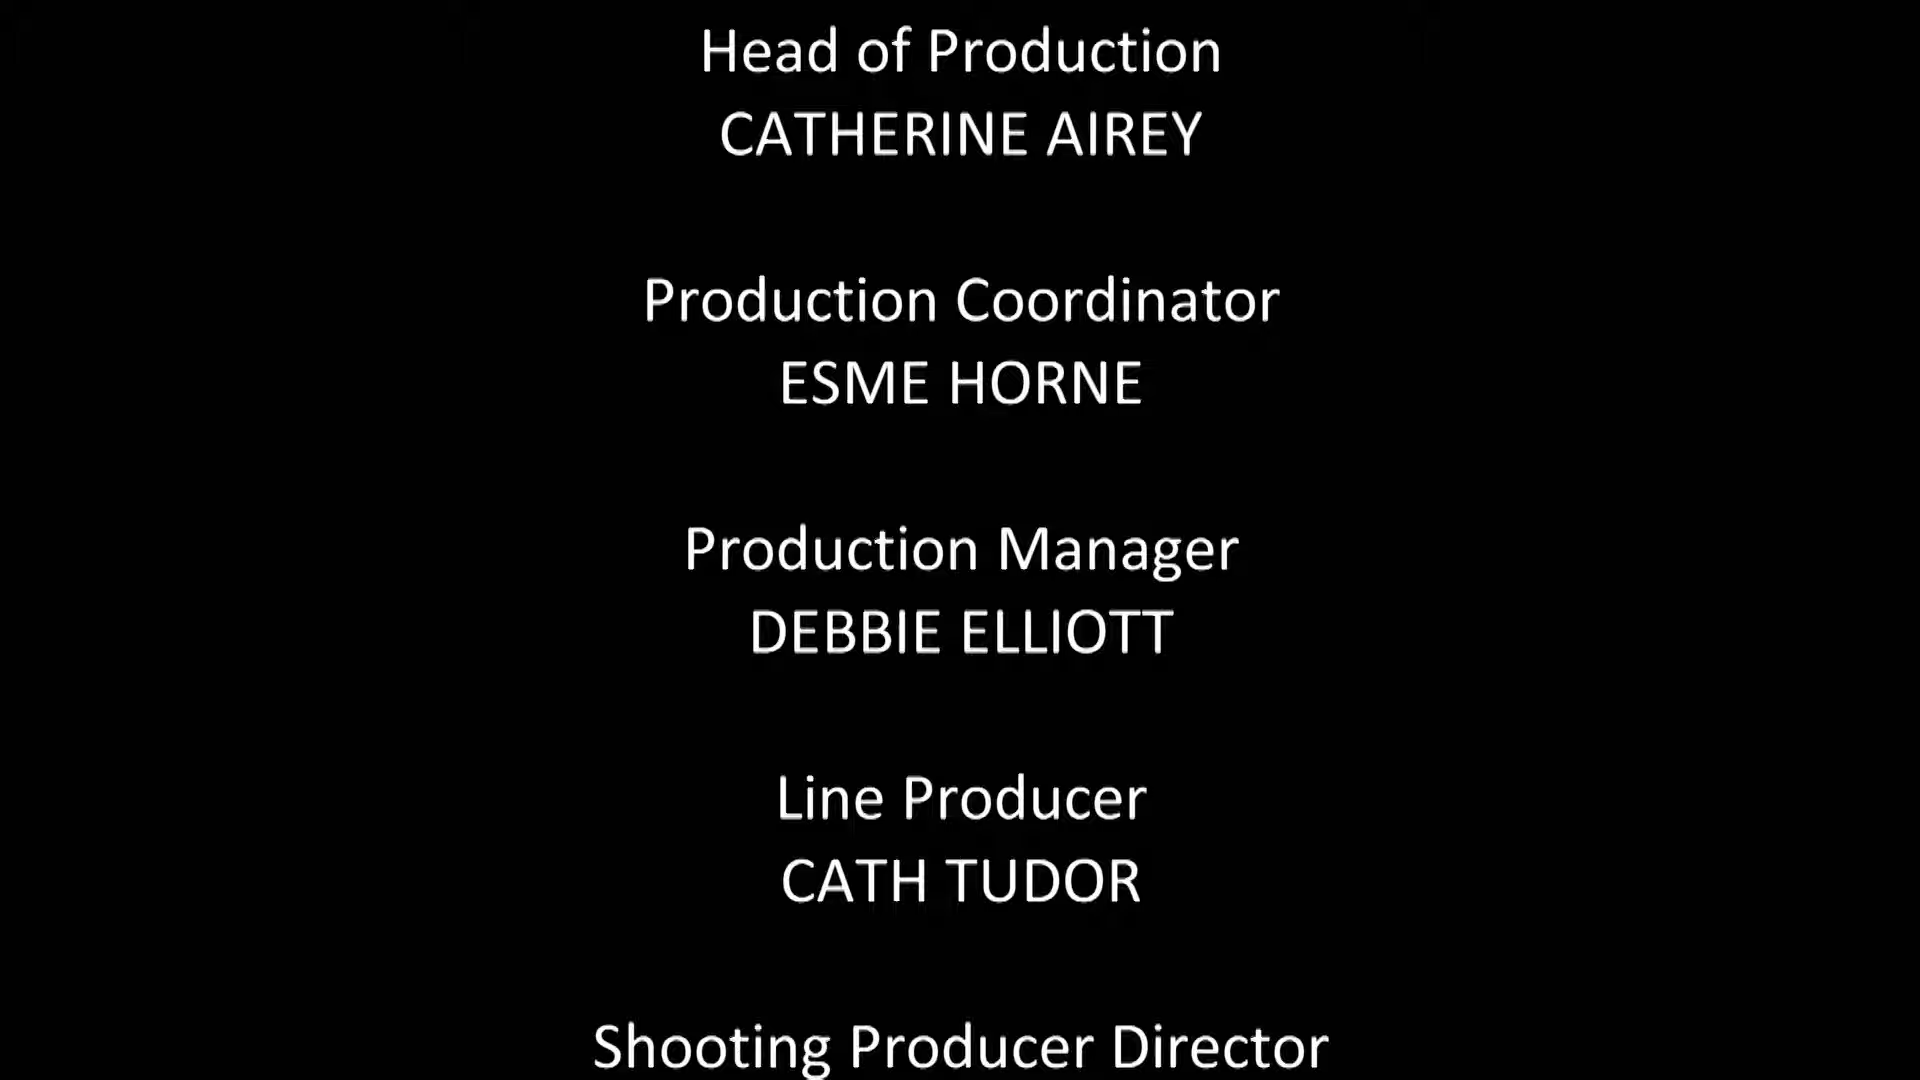 Head of Production
CATHERINE AIREY
Production Coordinator
ESME HORNE
Production Manager
DEBBIE ELLIOTT
Line Producer
CATH TUDOR
Shooting Producer Director